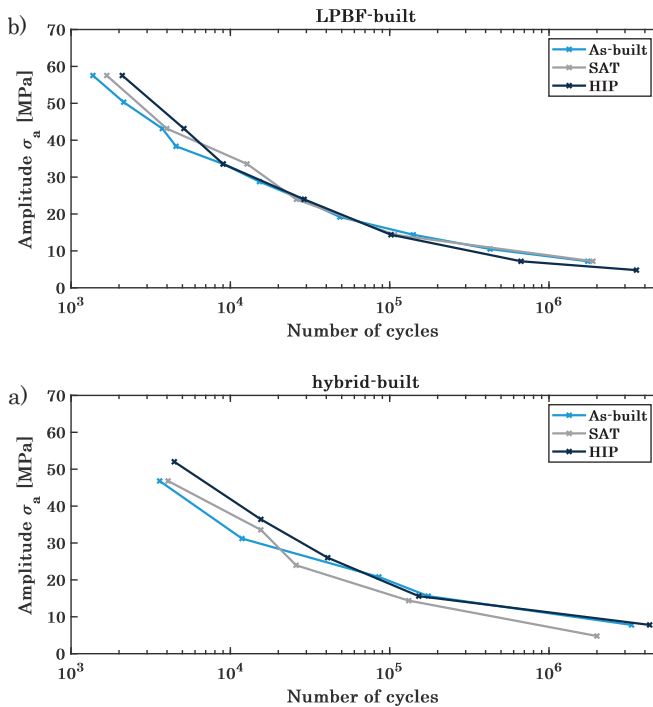 b)
LPBF-built
70
60
50
40
30
20
10
0
Amplitude σa [MPa]
As-built
SAT
HIP
10³ 10⁴ 10⁵ 10⁶
Number of cycles
a)
hybrid-built
70
60
50
40
30
20
10
0
Amplitude σa [MPa]
As-built
SAT
HIP
10³ 10⁴ 10⁵ 10⁶
Number of cycles